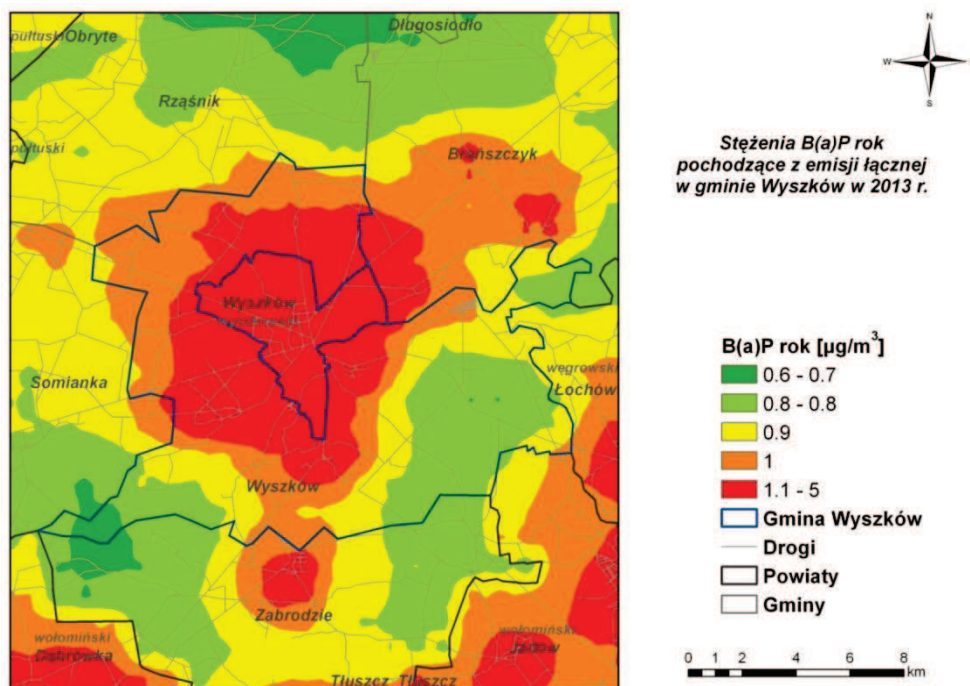 Długosiodło
pułtuski Obryte
Rząśnik
pułtuski
Brańszczyk
Wyszków
Somianka
węgrowski
Łochów
Wyszków
Zabrodzie
wołomiński
Dąbrówka
wołomiński
Jadów
Tłuszcz Tłuszcz
N
W
S
Stężenia B(a)P rok
pochodzące z emisji łącznej
w gminie Wyszków w 2013 r.
B(a)P rok [µg/m³]
0.6 - 0.7
0.8 - 0.8
0.9
1
1.1 - 5
Gmina Wyszków
Drogi
Powiaty
Gminy
0 1 2 4 6 8
km